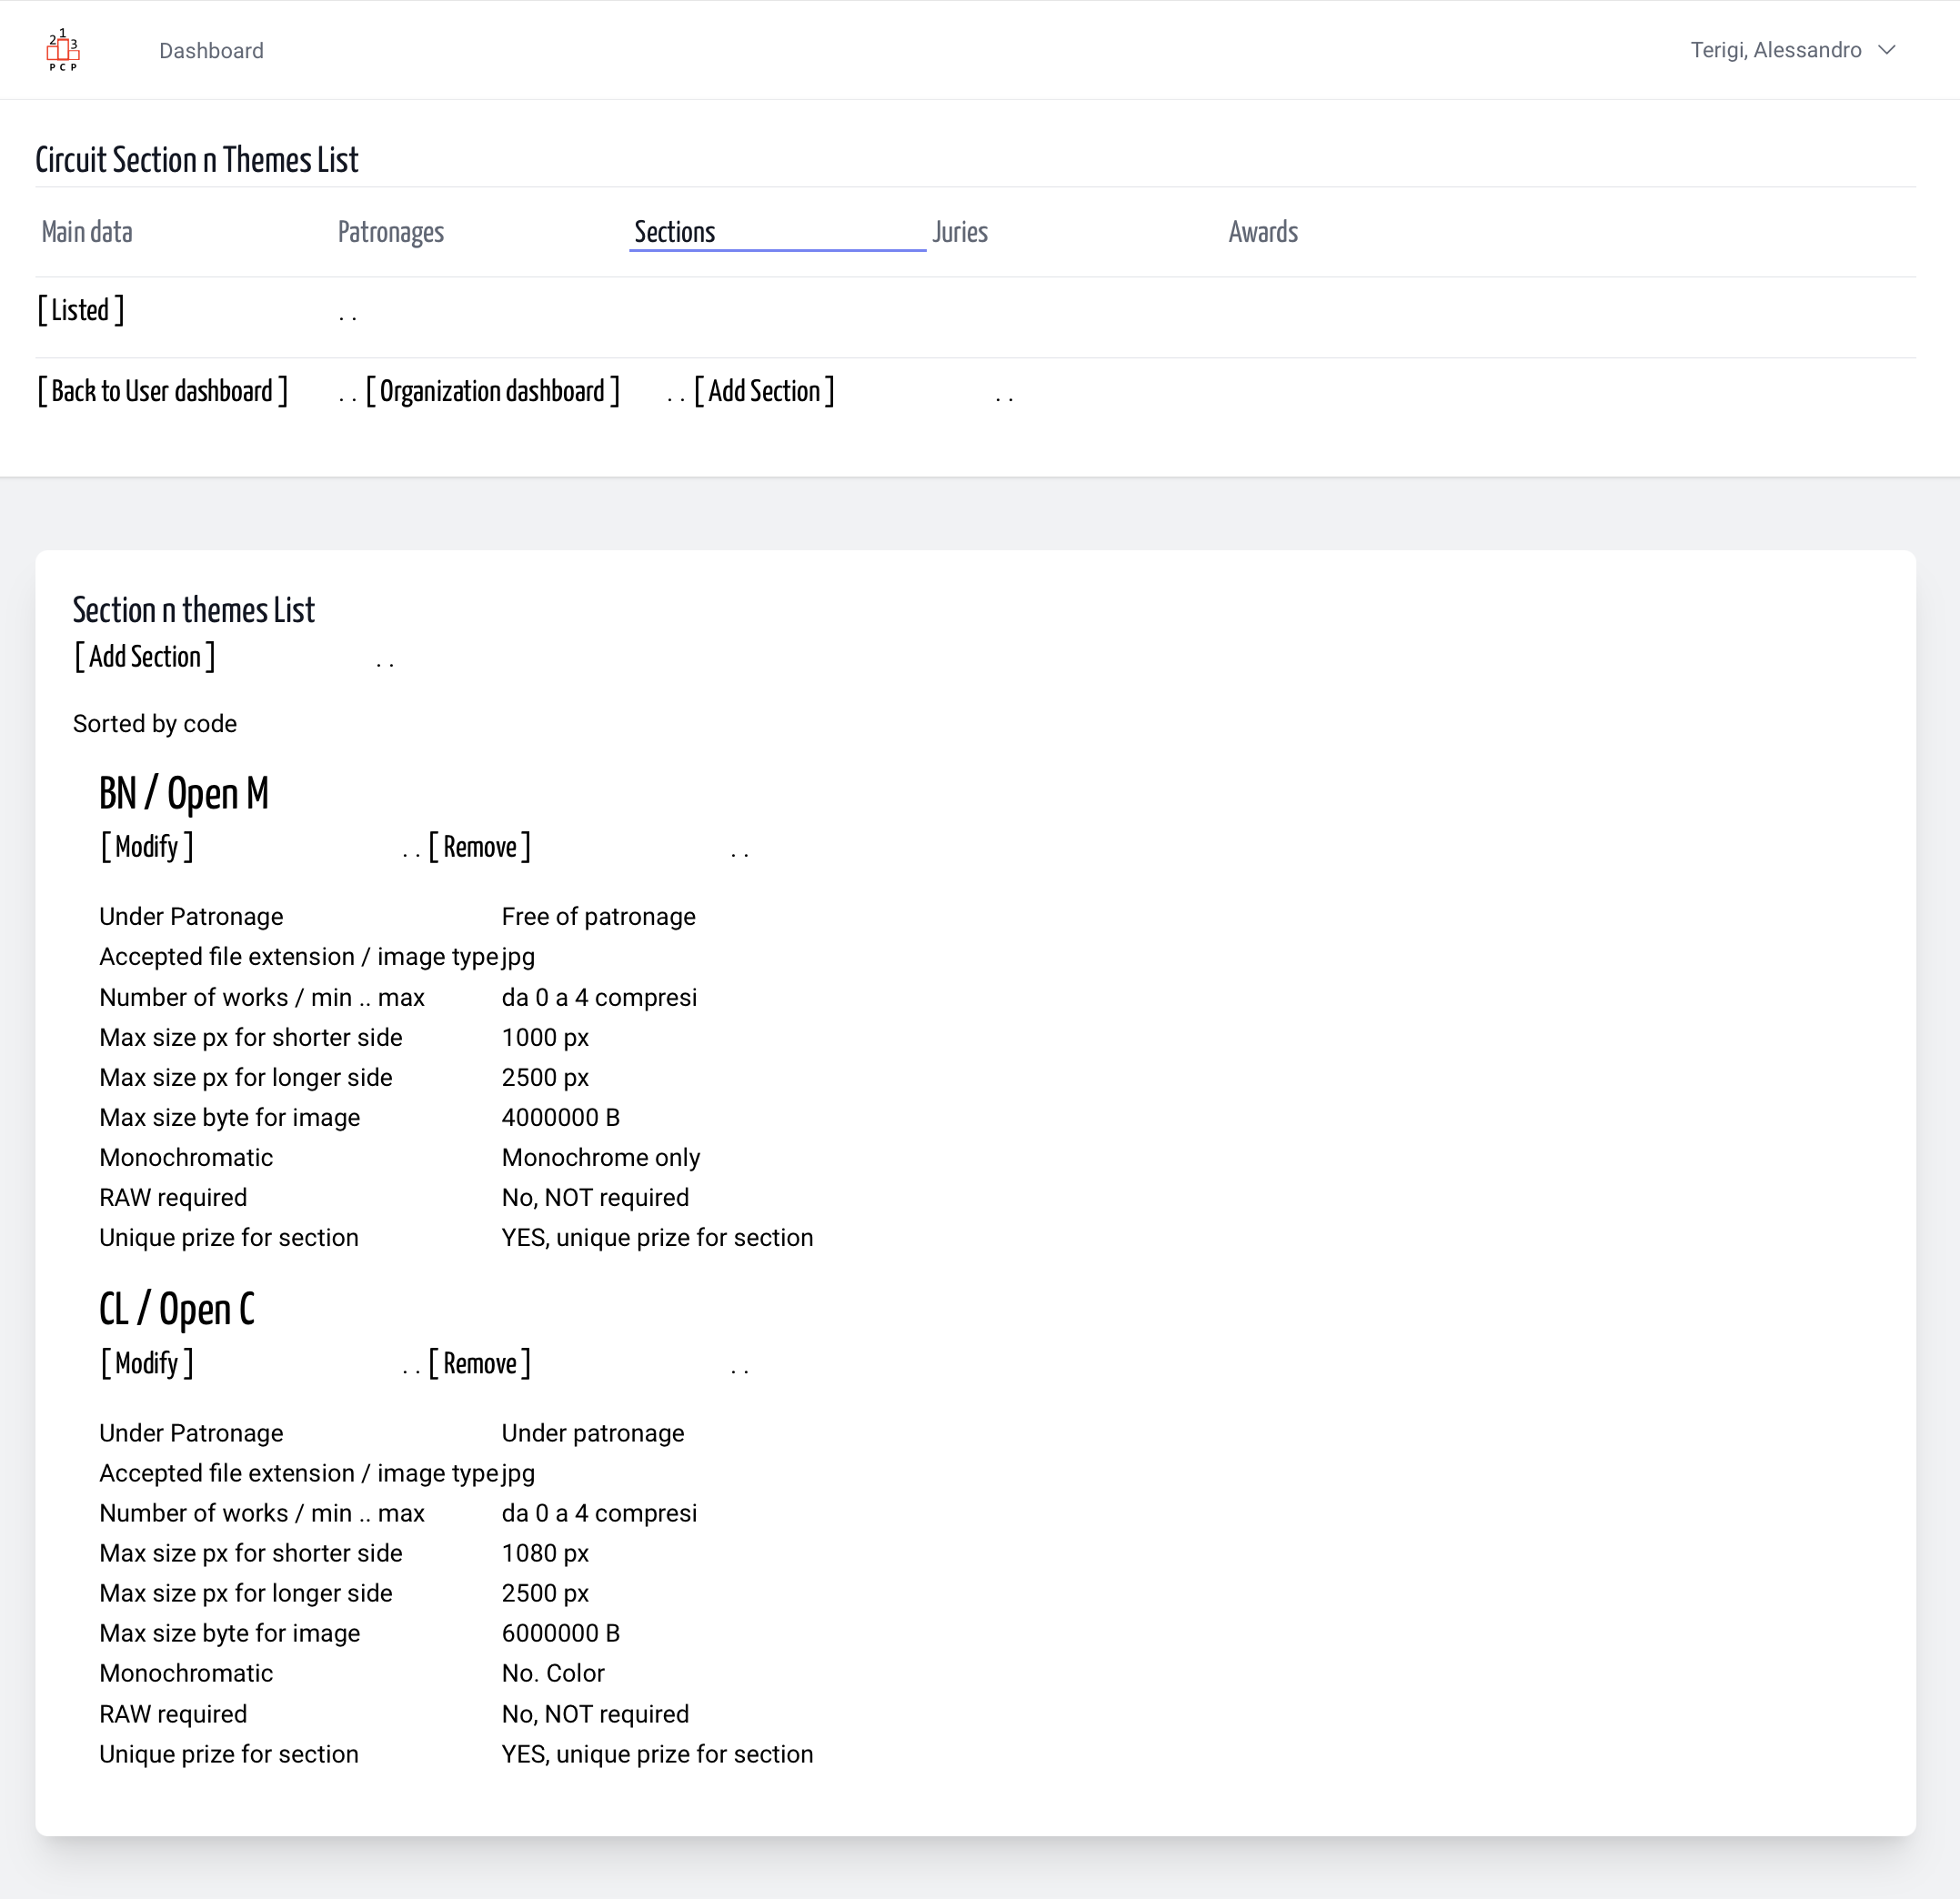 2 1 3
P C P
Dashboard
Terigi, Alessandro
Circuit Section n Themes List
Main data Patronages Sections Juries Awards
[ Listed ] . .
[ Back to User dashboard ] . . [ Organization dashboard ] . . [ Add Section ] . .
Section n themes List
[ Add Section ] . .
Sorted by code
BN / Open M
[ Modify ] . . [ Remove ] . .
Under Patronage Free of patronage
Accepted file extension / image type jpg
Number of works / min .. max da 0 a 4 compresi
Max size px for shorter side 1000 px
Max size px for longer side 2500 px
Max size byte for image 4000000 B
Monochromatic Monochrome only
RAW required No, NOT required
Unique prize for section YES, unique prize for section
CL / Open C
[ Modify ] . . [ Remove ] . .
Under Patronage Under patronage
Accepted file extension / image type jpg
Number of works / min .. max da 0 a 4 compresi
Max size px for shorter side 1080 px
Max size px for longer side 2500 px
Max size byte for image 6000000 B
Monochromatic No. Color
RAW required No, NOT required
Unique prize for section YES, unique prize for section